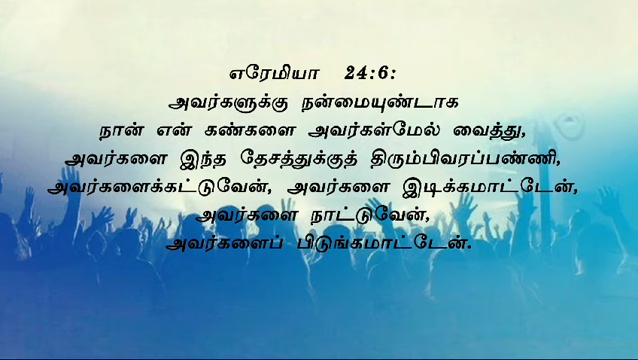 எரேமியா 24:6:
அவர்களுக்கு நன்மையுண்டாக
நான் என் கண்களை அவர்கள்மேல் வைத்து,
அவர்களை இந்த தேசத்துக்குத் திரும்பிவரப்பண்ணி,
அவர்களைக்கட்டுவேன், அவர்களை இடிக்கமாட்டேன்,
அவர்களை நாட்டுவேன்,
அவர்களைப் பிடுங்கமாட்டேன்.